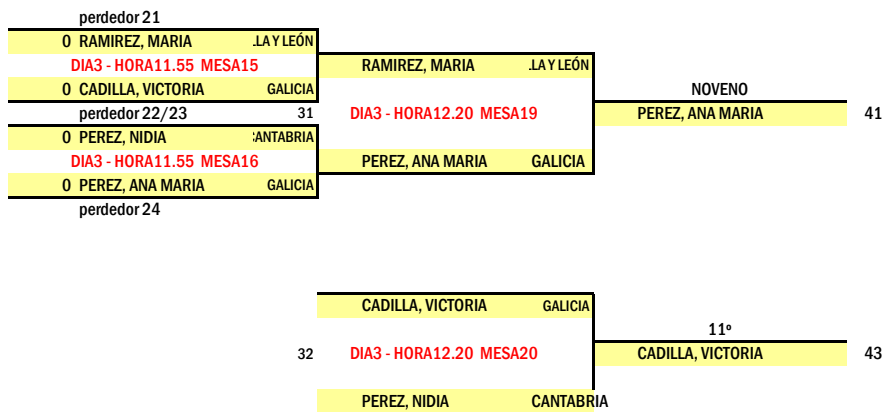 perdedor 21
0 RAMIREZ, MARIA .LA Y LEÓN
DIA3 - HORA11.55 MESA15
RAMIREZ, MARIA .LA Y LEÓN
0 CADILLA, VICTORIA GALICIA
NOVENO
perdedor 22/23 31
DIA3 - HORA12.20 MESA19
PEREZ, ANA MARIA 41
0 PEREZ, NIDIA CANTABRIA
DIA3 - HORA11.55 MESA16
PEREZ, ANA MARIA GALICIA
0 PEREZ, ANA MARIA GALICIA
perdedor 24
CADILLA, VICTORIA GALICIA
11º
32 DIA3 - HORA12.20 MESA20
CADILLA, VICTORIA 43
PEREZ, NIDIA CANTABRIA